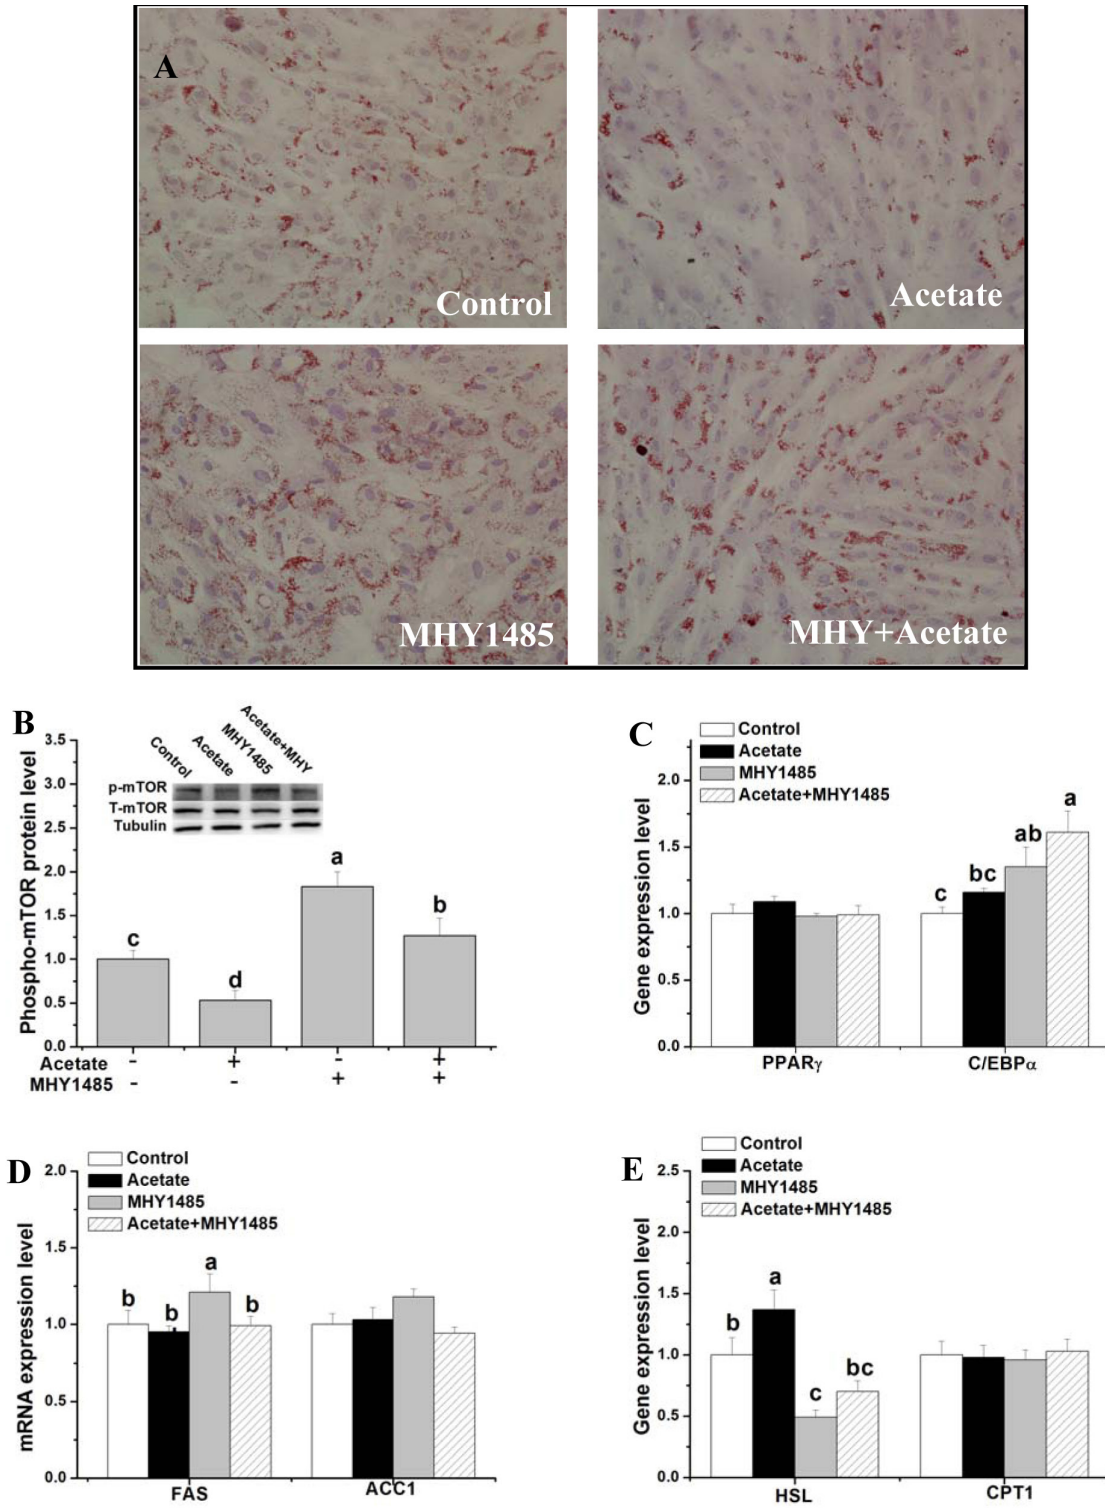 A
Control
Acetate
MHY1485
MHY+Acetate
B
Control
Acetate
MHY1485
Acetate+MHY
p-mTOR
T-mTOR
Tubulin
Phospho-mTOR protein level
3.5
3.0
2.5
2.0
1.5
1.0
0.5
0.0
c
d
a
b
Acetate - + - +
MHY1485 - - + +
C
Control
Acetate
MHY1485
Acetate+MHY1485
Gene expression level
2.0
1.5
1.0
0.5
0.0
c
bc
ab
a
PPARγ
C/EBPα
D
Control
Acetate
MHY1485
Acetate+MHY1485
mRNA expression level
2.0
1.5
1.0
0.5
0.0
b
b
a
b
FAS
ACC1
E
Control
Acetate
MHY1485
Acetate+MHY1485
Gene expression level
2.5
2.0
1.5
1.0
0.5
0.0
b
a
c
bc
HSL
CPT1